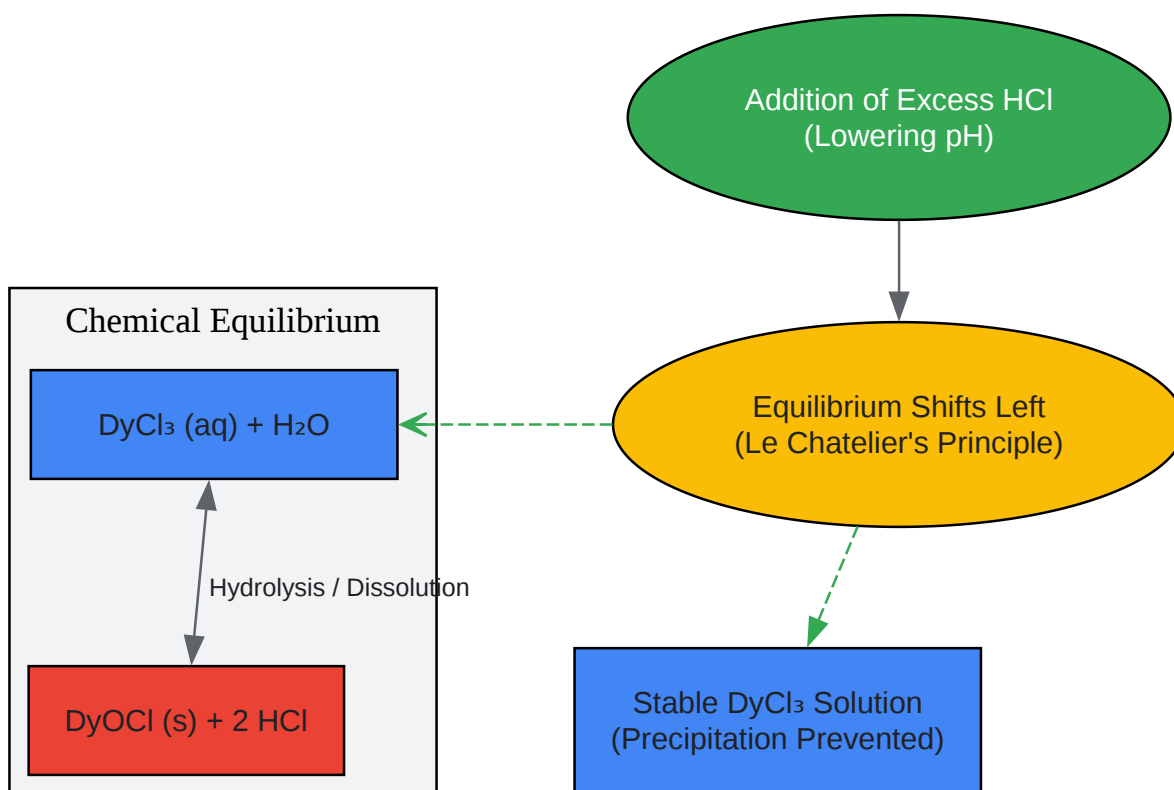 Addition of Excess HCl
(Lowering pH)
Chemical Equilibrium
DyCl₃ (aq) + H₂O
Equilibrium Shifts Left
(Le Chatelier's Principle)
Hydrolysis / Dissolution
DyOCl (s) + 2 HCl
Stable DyCl₃ Solution
(Precipitation Prevented)